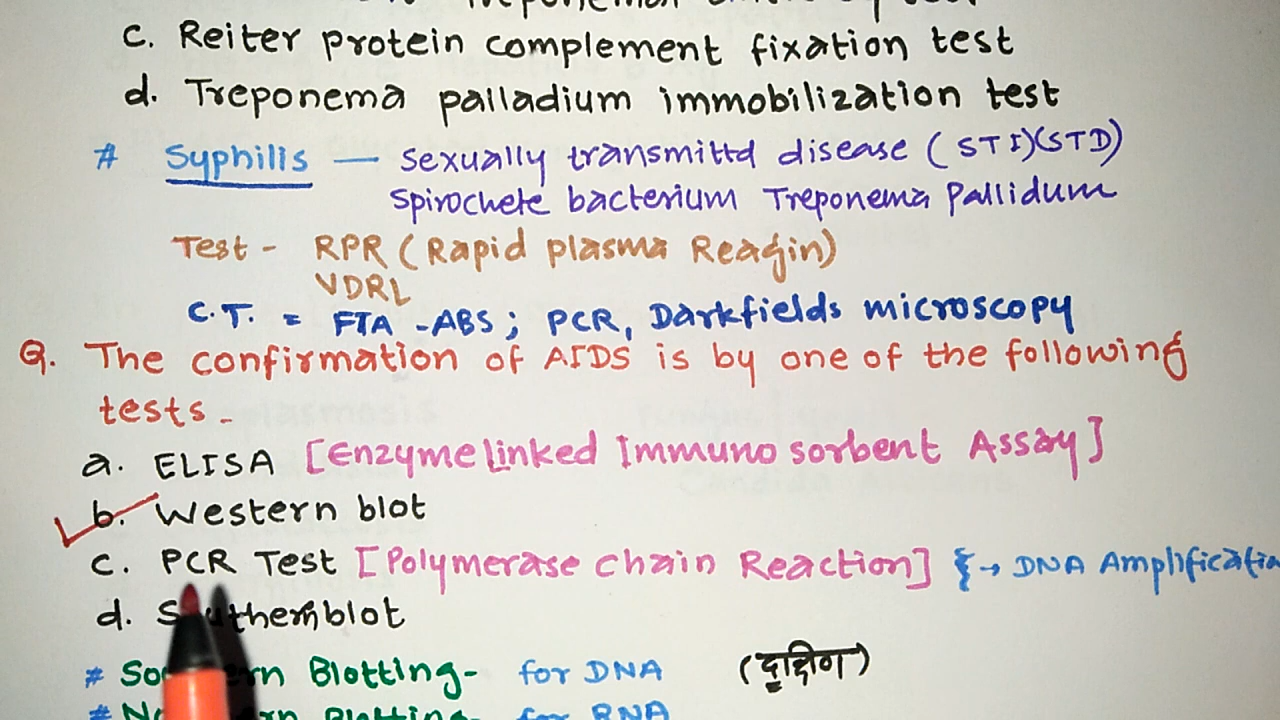 c. Reiter protein complement fixation test
d. Treponema palladium immobilization test
# Syphilis — Sexually transmittd disease (STI)(STD)
Spirochete bacterium Treponema Pallidum
Test - RPR (Rapid plasma Reagin)
VDRL
C.T. = FTA -ABS; PCR, Darkfields microscopy
Q. The confirmation of AIDS is by one of the following
tests -
a. ELISA [Enzyme linked Immuno sorbent Assay]
b. Western blot
c. PCR Test [Polymerase chain Reaction] {→ DNA Amplificatio
d. Southern blot
# Blotting- for DNA (दक्षिण)
# Blotting- for RNA